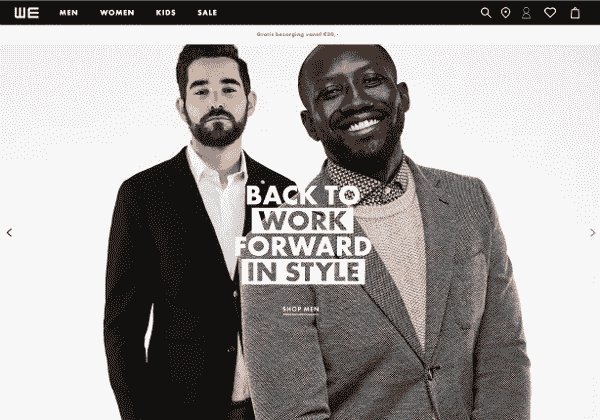 WE MEN WOMEN KIDS SALE
Gratis bezorging vanaf €30,-
BACK TO
WORK
FORWARD
IN STYLE
SHOP MEN